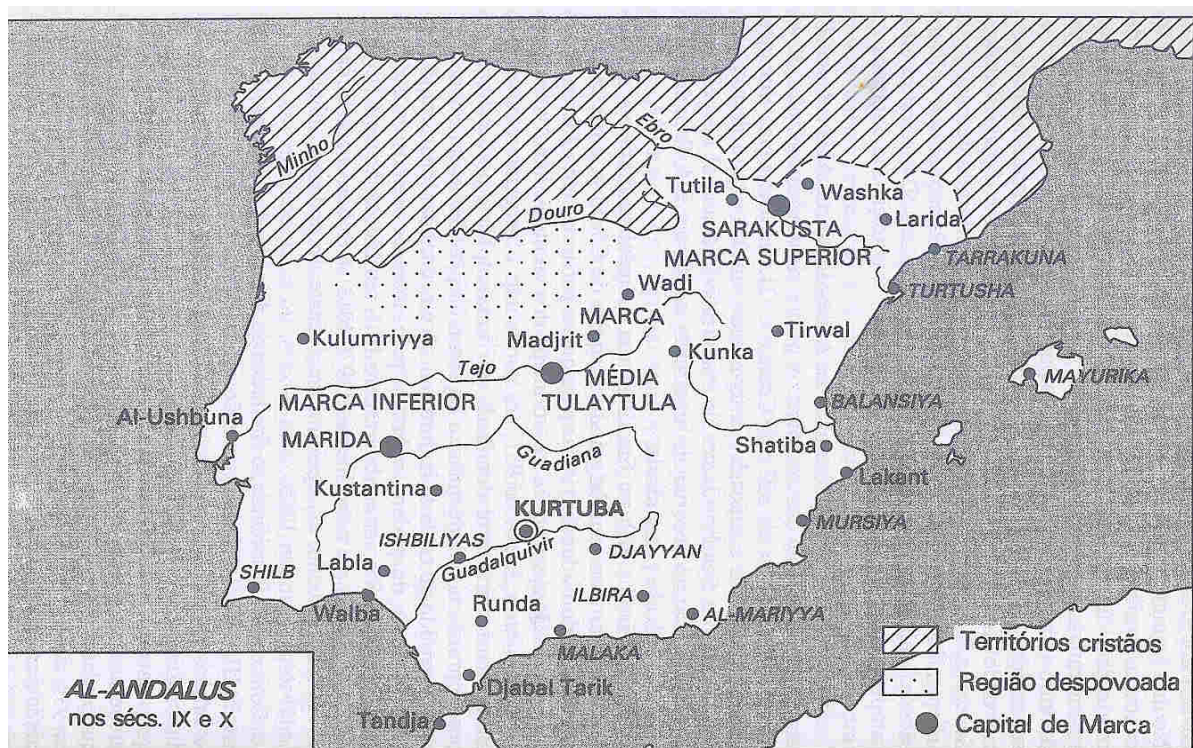 Minho
Ebro
Douro
Tutila
Washka
Larida
SARAKUSTA
MARCA SUPERIOR
TARRAKUNA
TURTUSHA
Wadi
MARCA
Kulumriyya
Madjrit
Tirwal
Kunka
Tejo
MÉDIA
TULAYTULA
MAYURIKA
MARCA INFERIOR
BALANSIYA
Al-Ushbuna
MARIDA
Shatiba
Guadiana
Lakant
Kustantina
KURTUBA
MURSIYA
ISHBILIYAS
Guadalquivir
DJAYYAN
Labla
SHILB
Walba
ILBIRA
Runda
AL-MARIYYA
MALAKA
Djabal Tarik
Tandja
AL-ANDALUS
nos sécs. IX e X
Territórios cristãos
Região despovoada
Capital de Marca